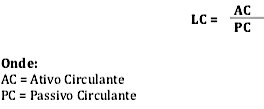 LC = AC
PC
Onde:
AC = Ativo Circulante
PC = Passivo Circulante